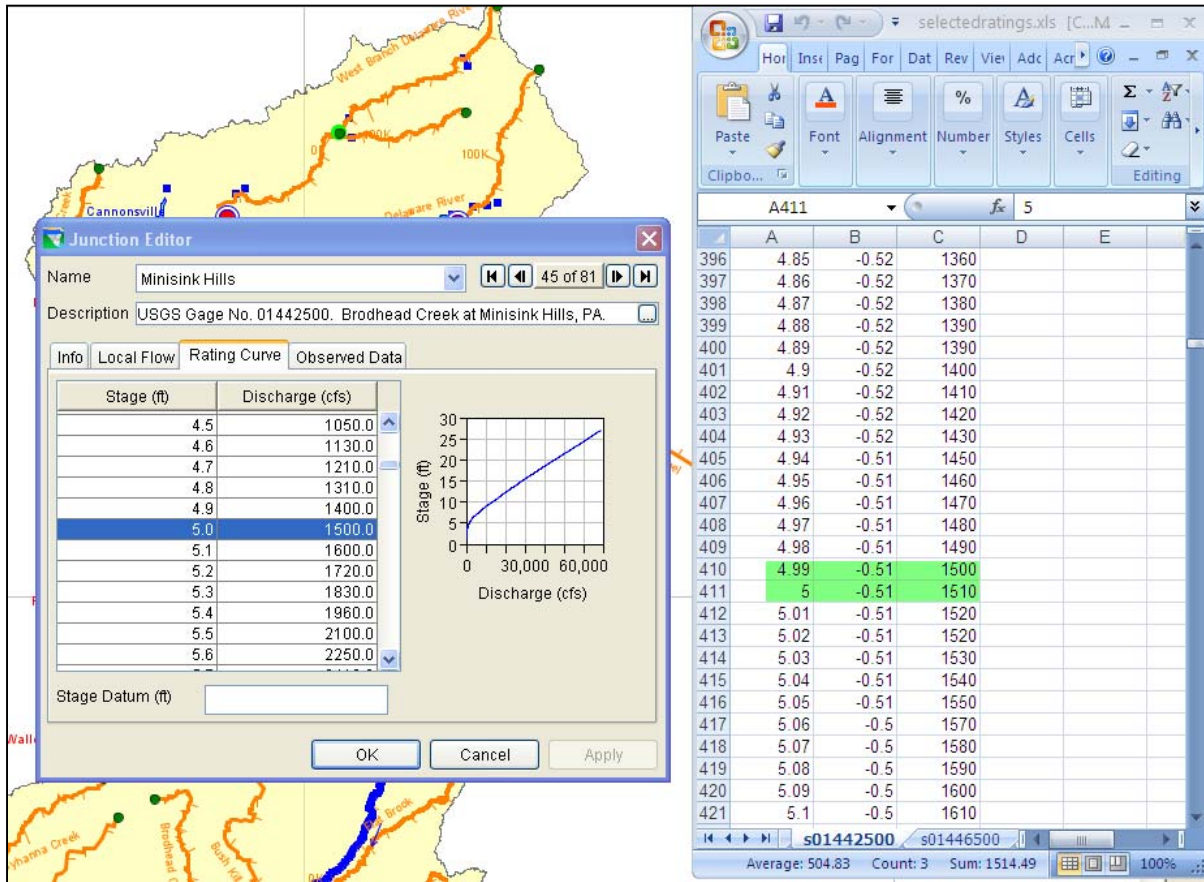 West Branch Delaware River
100K
0K
100K
Creek
Cannonsville
Delaware River
Junction Editor
Name Minisink Hills 45 of 81
Description USGS Gage No. 01442500. Brodhead Creek at Minisink Hills, PA. ...
Info Local Flow Rating Curve Observed Data
Stage (ft) Discharge (cfs)
4.5 1050.0
4.6 1130.0
4.7 1210.0
4.8 1310.0
4.9 1400.0
5.0 1500.0
5.1 1600.0
5.2 1720.0
5.3 1830.0
5.4 1960.0
5.5 2100.0
5.6 2250.0
30
25
20
15
10
5
0
Stage (ft)
0 30,000 60,000
Discharge (cfs)
Stage Datum (ft)
OK Cancel Apply
Creek
Brodhead C
Bush Kil
Brook
selectedratings.xls [C...M
Hor Inse Pag For Dat Rev Viev Adc Acr
Paste Font Alignment Number Styles Cells
Σ
Clipbo... Editing
A411 fx 5
A B C D E
396 4.85 -0.52 1360
397 4.86 -0.52 1370
398 4.87 -0.52 1380
399 4.88 -0.52 1390
400 4.89 -0.52 1390
401 4.9 -0.52 1400
402 4.91 -0.52 1410
403 4.92 -0.52 1420
404 4.93 -0.52 1430
405 4.94 -0.51 1450
406 4.95 -0.51 1460
407 4.96 -0.51 1470
408 4.97 -0.51 1480
409 4.98 -0.51 1490
410 4.99 -0.51 1500
411 5 -0.51 1510
412 5.01 -0.51 1520
413 5.02 -0.51 1520
414 5.03 -0.51 1530
415 5.04 -0.51 1540
416 5.05 -0.51 1550
417 5.06 -0.5 1570
418 5.07 -0.5 1580
419 5.08 -0.5 1590
420 5.09 -0.5 1600
421 5.1 -0.5 1610
s01442500 s01446500
Average: 504.83 Count: 3 Sum: 1514.49 100%